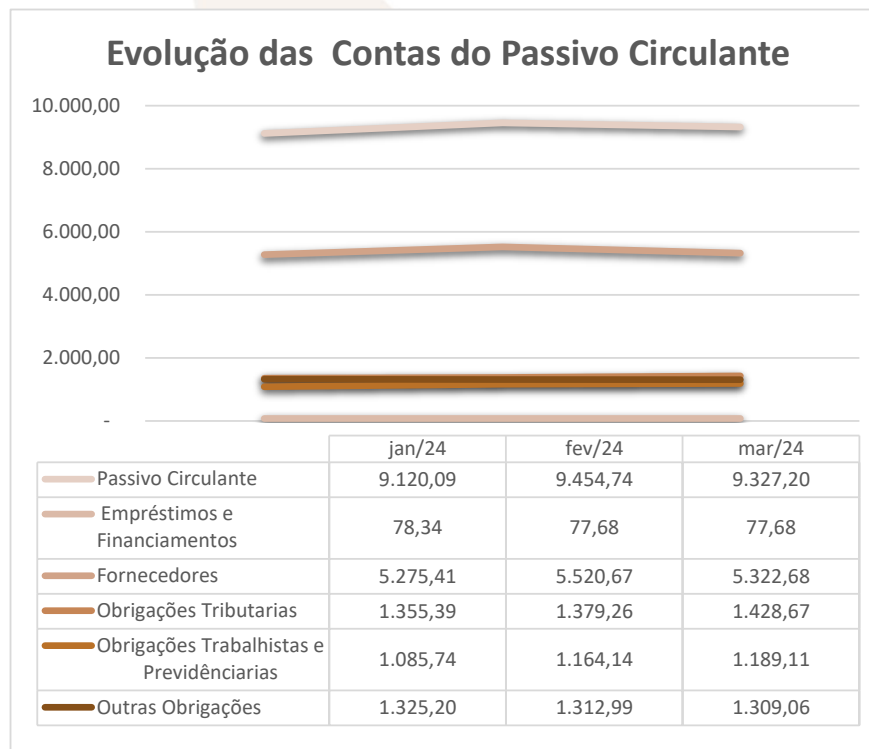 Evolução das Contas do Passivo Circulante
10.000,00
8.000,00
6.000,00
4.000,00
2.000,00
-
jan/24 fev/24 mar/24
Passivo Circulante 9.120,09 9.454,74 9.327,20
Empréstimos e
Financiamentos 78,34 77,68 77,68
Fornecedores 5.275,41 5.520,67 5.322,68
Obrigações Tributarias 1.355,39 1.379,26 1.428,67
Obrigações Trabalhistas e
Previdênciarias 1.085,74 1.164,14 1.189,11
Outras Obrigações 1.325,20 1.312,99 1.309,06